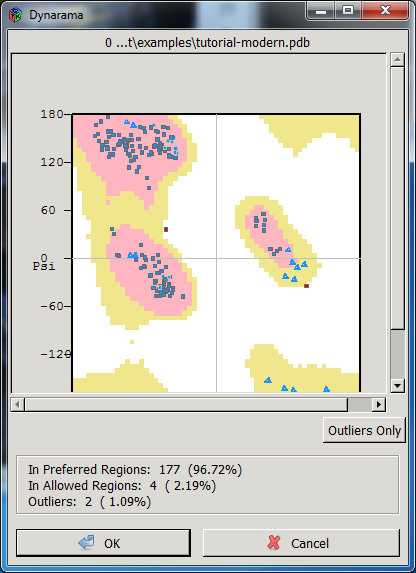 Dynarama
0 ...t\examples\tutorial-modern.pdb
180
120
60
0
Psi
-60
-120
Outliers Only
In Preferred Regions: 177 (96.72%)
In Allowed Regions: 4 ( 2.19%)
Outliers: 2 ( 1.09%)
OK
Cancel